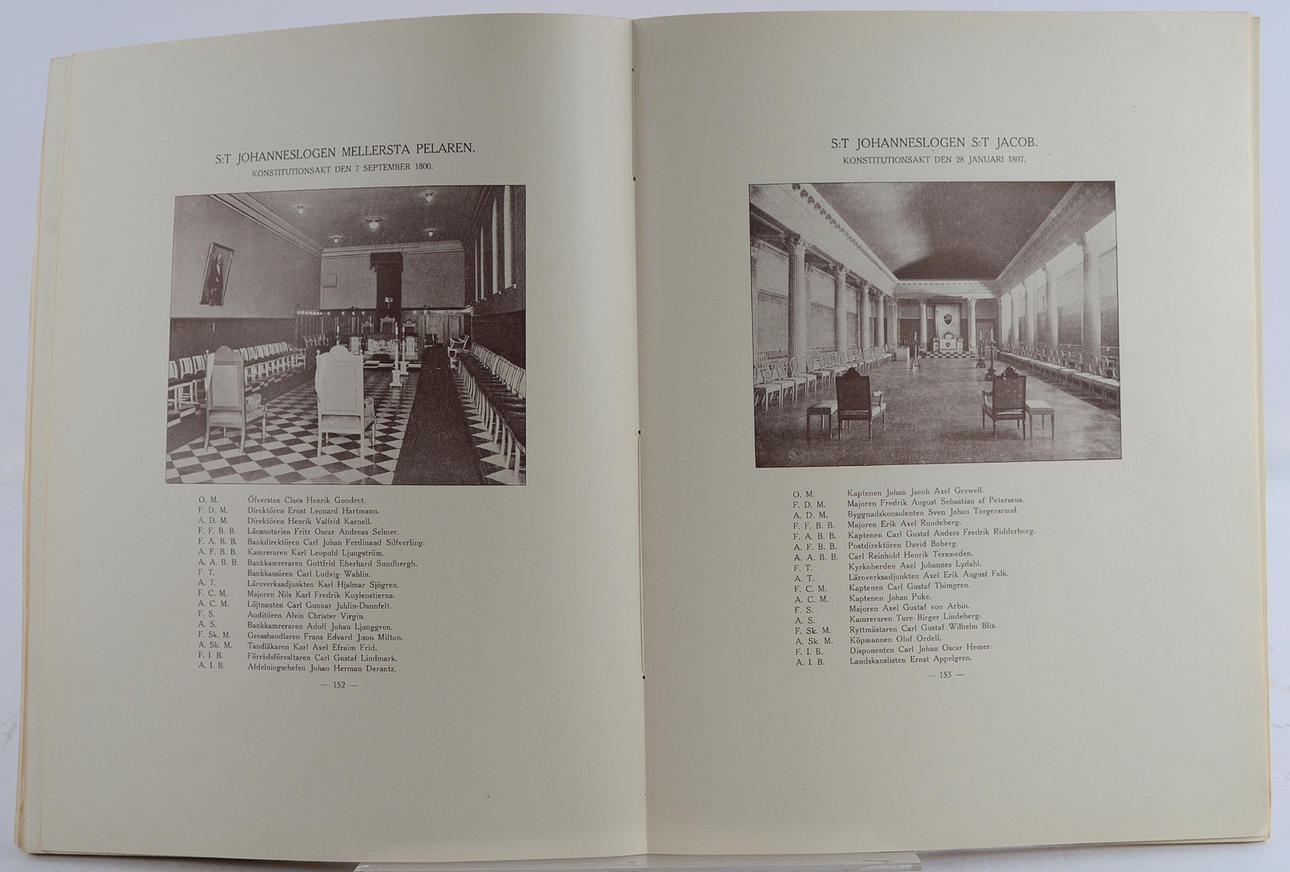 S:T JOHANNESLOGEN MELLERSTA PELAREN.
KONSTITUTIONSAKT DEN 7 SEPTEMBER 1800.
O. M. Öfversten Claes Henrik Gondret.
F. D. M. Direktören Ernst Leonard Hartmann.
A. D. M. Direktören Henrik Valfrid Karnell.
F. F. B. B. Länsnotarien Fritz Oscar Andreas Selmer.
F. A. B. B. Bankdirektören Carl Johan Ferdinand Silfverling.
A. F. B. B. Kamreraren Karl Leopold Ljungström.
A. A. B. B. Bankkamreraren Gottfrid Eberhard Sundbergh.
F. T. Bankkassören Carl Ludvig Wahlin.
A. T. Läroverksadjunkten Karl Hjalmar Sjögren.
F. C. M. Majoren Nils Karl Fredrik Kuylenstierna.
A. C. M. Löjtnanten Carl Gunnar Juhlin-Dannfelt.
F. S. Auditören Alvin Christer Virgin.
A. S. Bankkamreraren Adolf Johan Ljunggren.
F. Sk. M. Grosshandlaren Frans Edvard J:son Milton.
A. Sk. M. Tandläkaren Karl Axel Efraim Frid.
F. I. B. Förrådsförvaltaren Carl Gustaf Lindmark.
A. I. B. Afdelningschefen Johan Herman Derantz.
— 152 —
S:T JOHANNESLOGEN S:T JACOB.
KONSTITUTIONSAKT DEN 28 JANUARI 1807.
O. M. Kaptenen Johan Jacob Axel Grewell.
F. D. M. Majoren Fredrik August Sebastian af Petersens.
A. D. M. Byggnadskonsulenten Sven Johan Torgersruud.
F. F. B. B. Majoren Erik Axel Rundeberg.
F. A. B. B. Kaptenen Carl Gustaf Anders Fredrik Ridderborg.
A. F. B. B. Postdirektören David Boberg.
A. A. B. B. Carl Reinhold Henrik Tersmeden.
F. T. Kyrkoherden Axel Johannes Lydahl.
A. T. Läroverksadjunkten Axel Erik August Falk.
F. C. M. Kaptenen Carl Gustaf Thimgren.
A. C. M. Kaptenen Johan Puke.
F. S. Majoren Axel Gustaf von Arbin.
A. S. Kamreraren Ture Birger Lindeberg.
F. Sk. M. Ryttmästaren Carl Gustaf Wilhelm Blix.
A. Sk. M. Köpmannen Olof Ordell.
F. I. B. Disponenten Carl Johan Oscar Hemer.
A. I. B. Landskanslisten Ernst Appelgren.
— 153 —